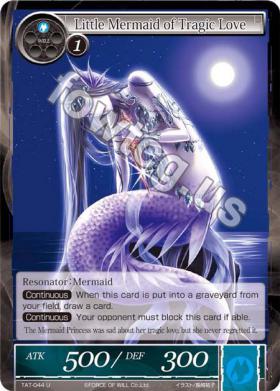 Little Mermaid of Tragic Love
1
towtcg.us
Resonator: Mermaid
Continuous When this card is put into a graveyard from
your field, draw a card.
Continuous Your opponent must block this card if able.
The Mermaid Princess was sad about her tragic love, but she never regretted it.
ATK 500 / DEF 300
TAT-044 U ©FORCE OF WILL Co.,Ltd.